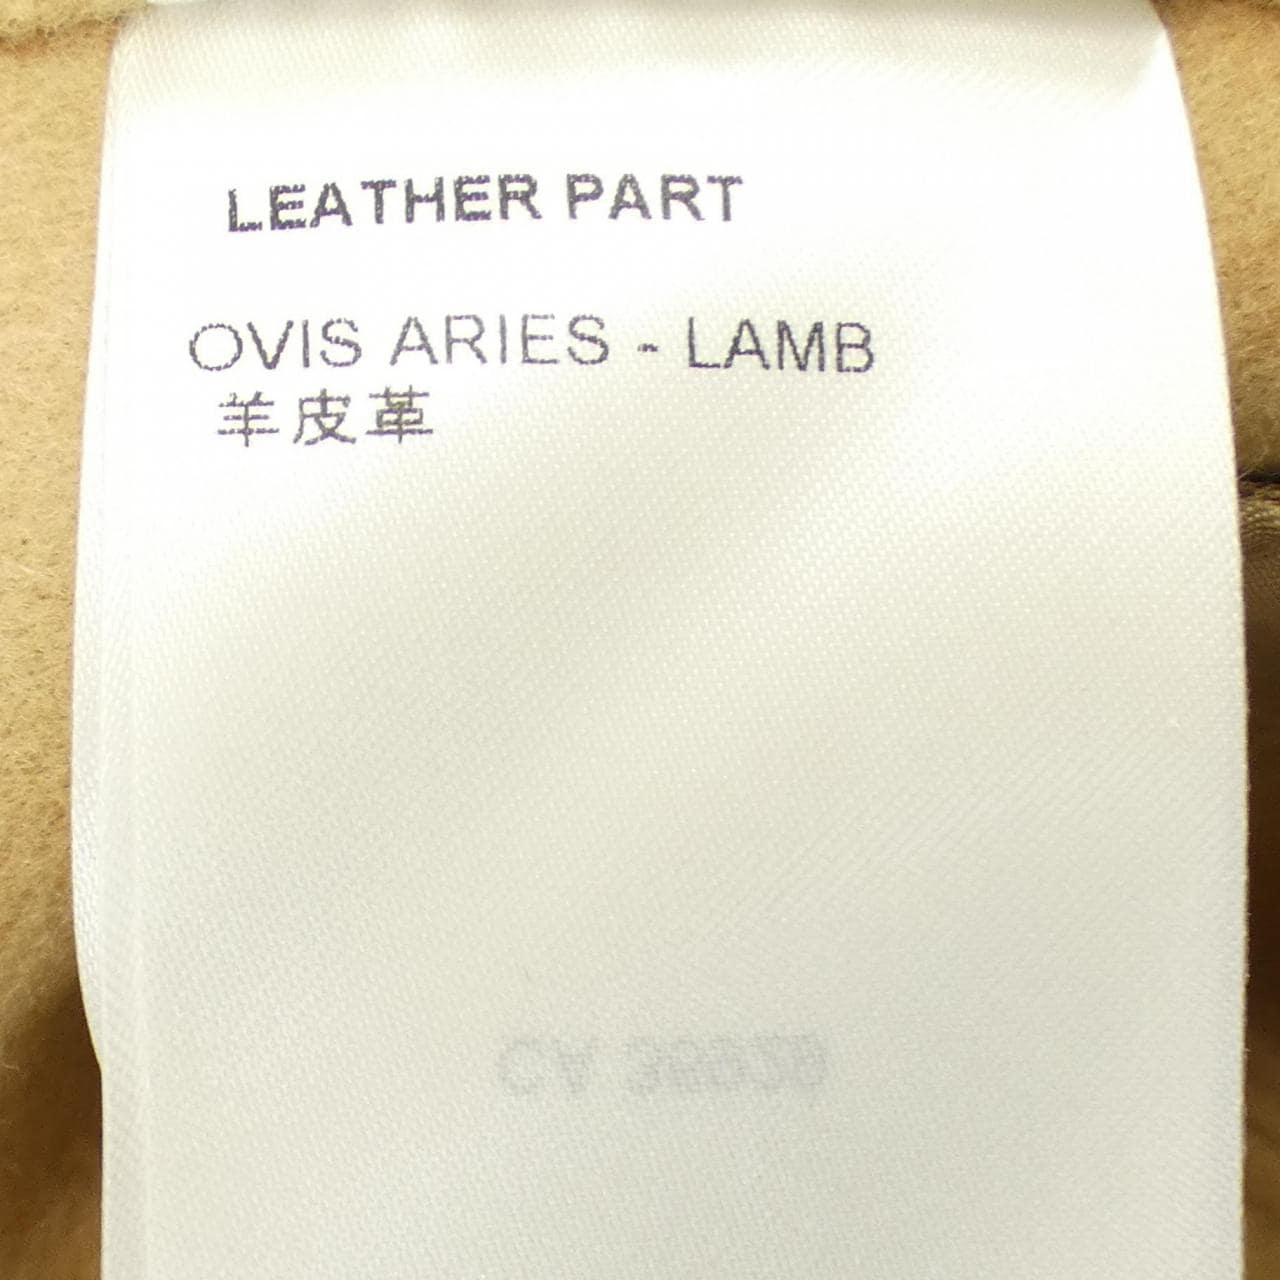 LEATHER PART
OVIS ARIES - LAMB
羊皮革